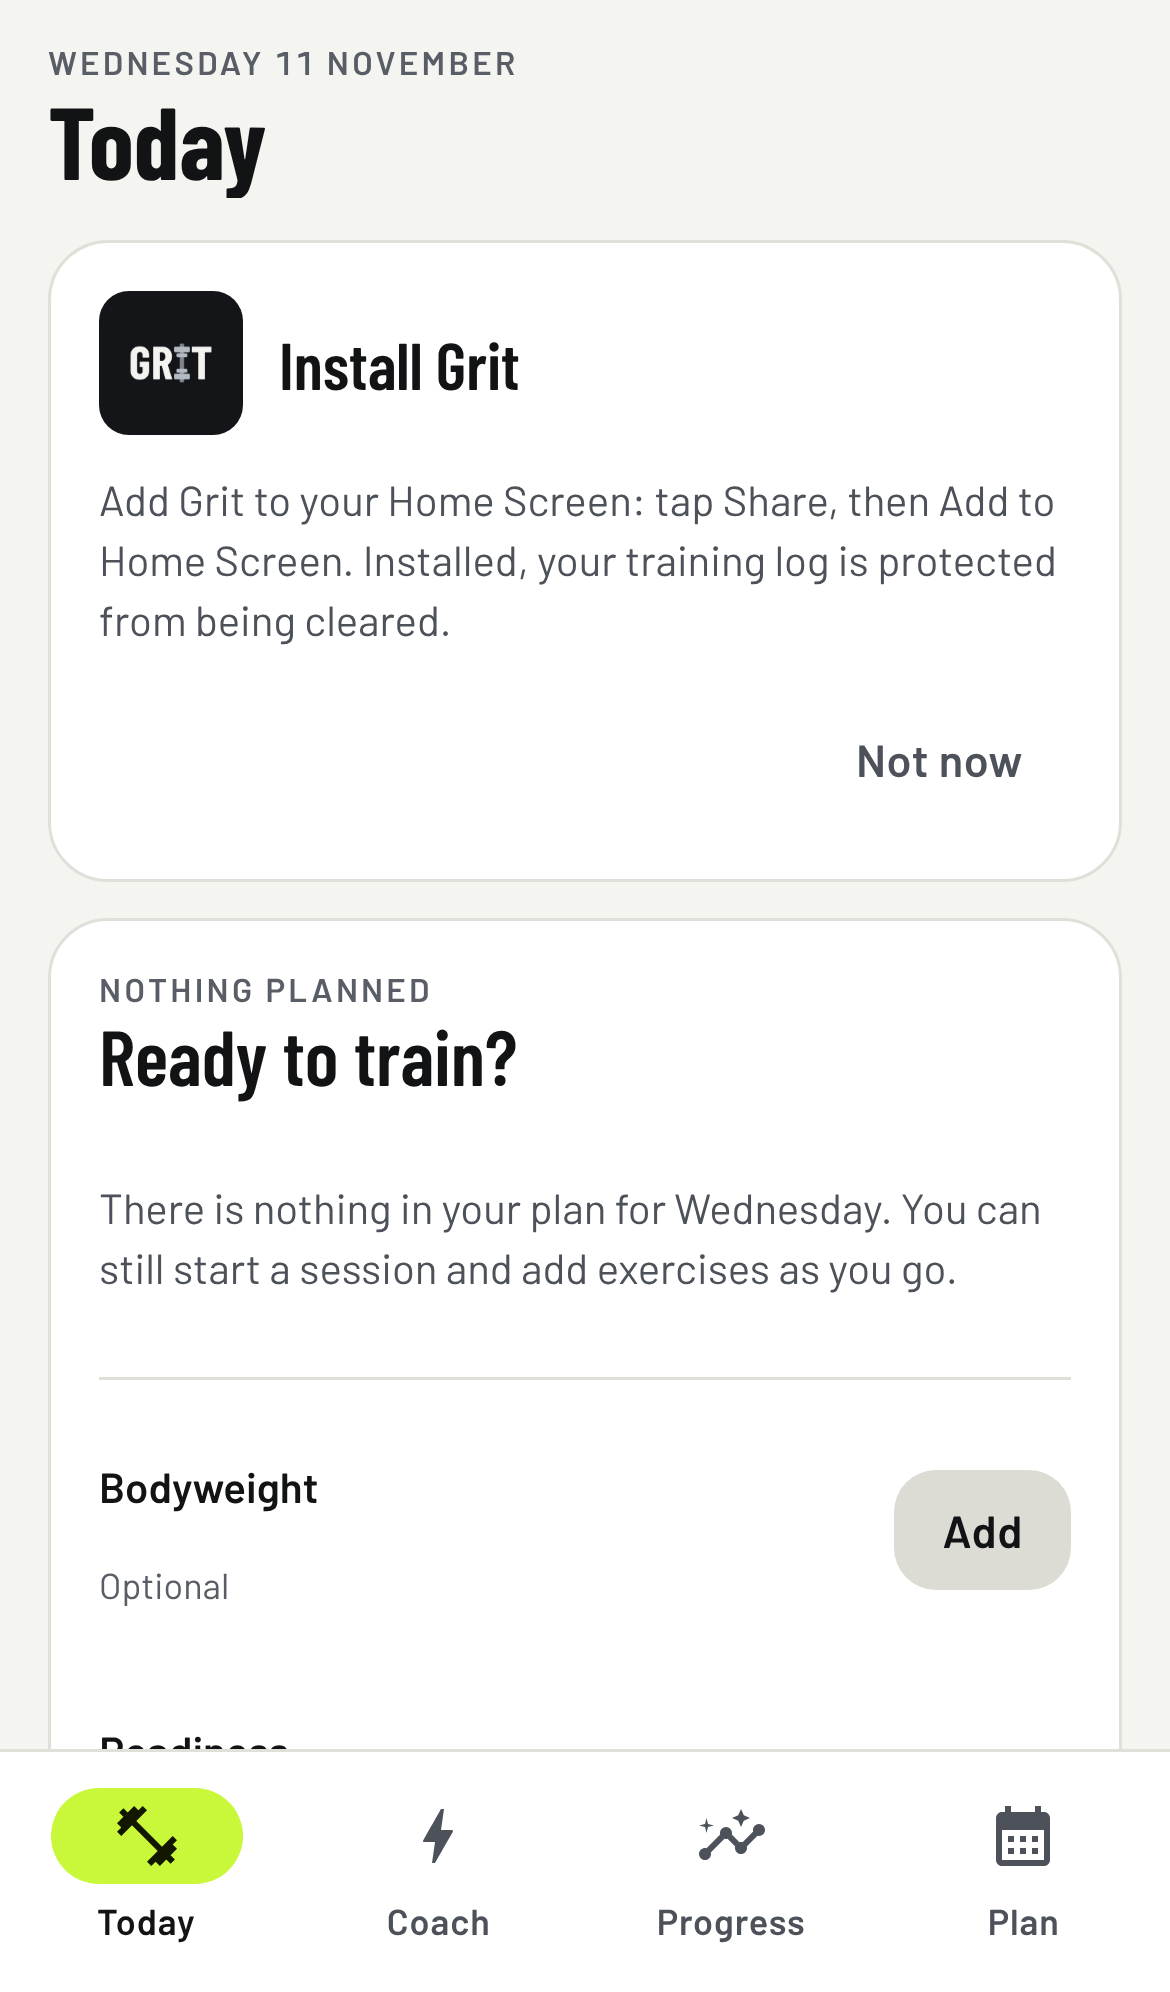 WEDNESDAY 11 NOVEMBER
Today
GRIT
Install Grit
Add Grit to your Home Screen: tap Share, then Add to
Home Screen. Installed, your training log is protected
from being cleared.
Not now
NOTHING PLANNED
Ready to train?
There is nothing in your plan for Wednesday. You can
still start a session and add exercises as you go.
Bodyweight
Add
Optional
Readiness
Today
Coach
Progress
Plan